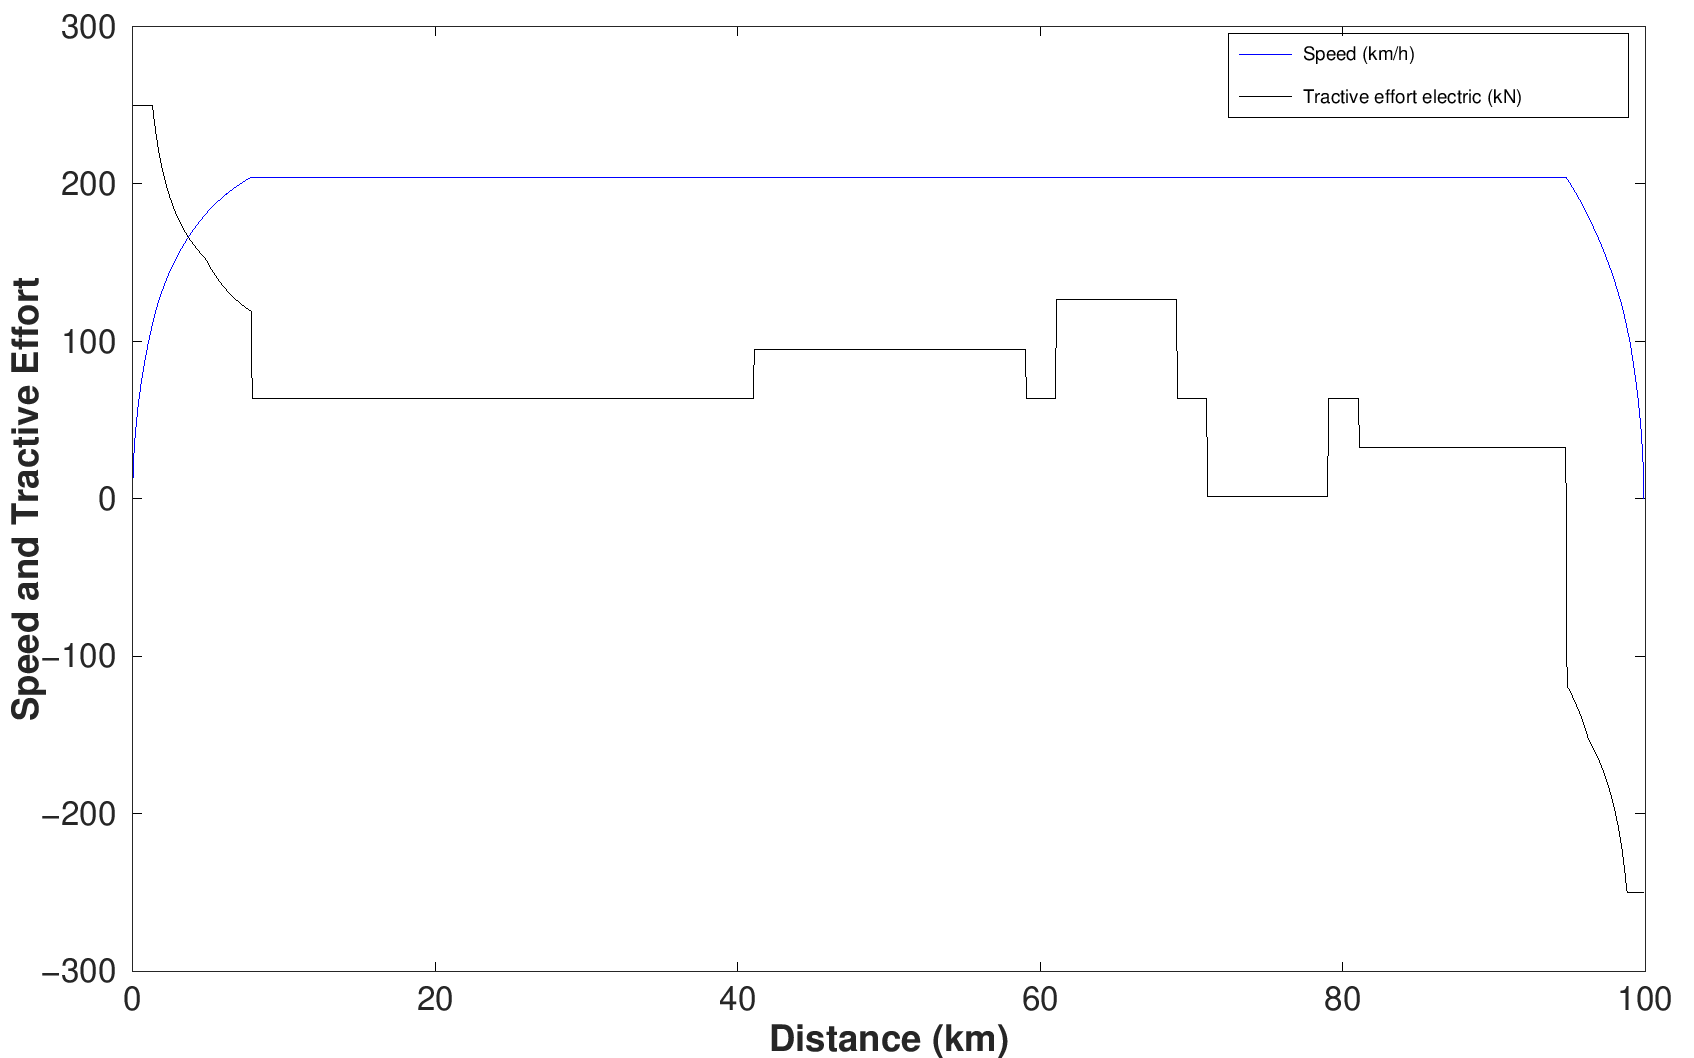 300
200
100
0
−100
−200
−300
0 20 40 60 80 100
Speed and Tractive Effort
Distance (km)
Speed (km/h)
Tractive effort electric (kN)